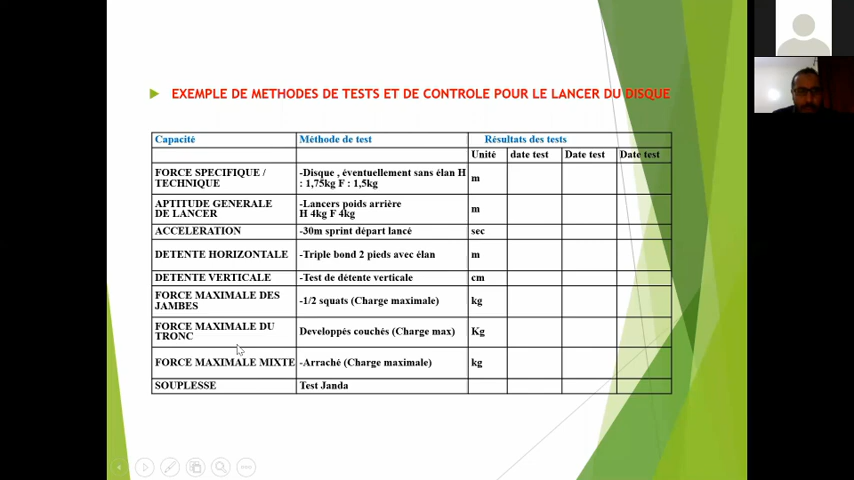 EXEMPLE DE METHODES DE TESTS ET DE CONTROLE POUR LE LANCER DU DISQUE
Capacité Méthode de test Résultats des tests
Unité date test Date test Date test
FORCE SPECIFIQUE / TECHNIQUE -Disque , éventuellement sans élan H : 1,75kg F : 1,5kg m
APTITUDE GENERALE DE LANCER -Lancers poids arrière H 4kg F 4kg m
ACCELERATION -30m sprint départ lancé sec
DETENTE HORIZONTALE -Triple bond 2 pieds avec élan m
DETENTE VERTICALE -Test de détente verticale cm
FORCE MAXIMALE DES JAMBES -1/2 squats (Charge maximale) kg
FORCE MAXIMALE DU TRONC Developpés couchés (Charge max) Kg
FORCE MAXIMALE MIXTE -Arraché (Charge maximale) kg
SOUPLESSE Test Janda